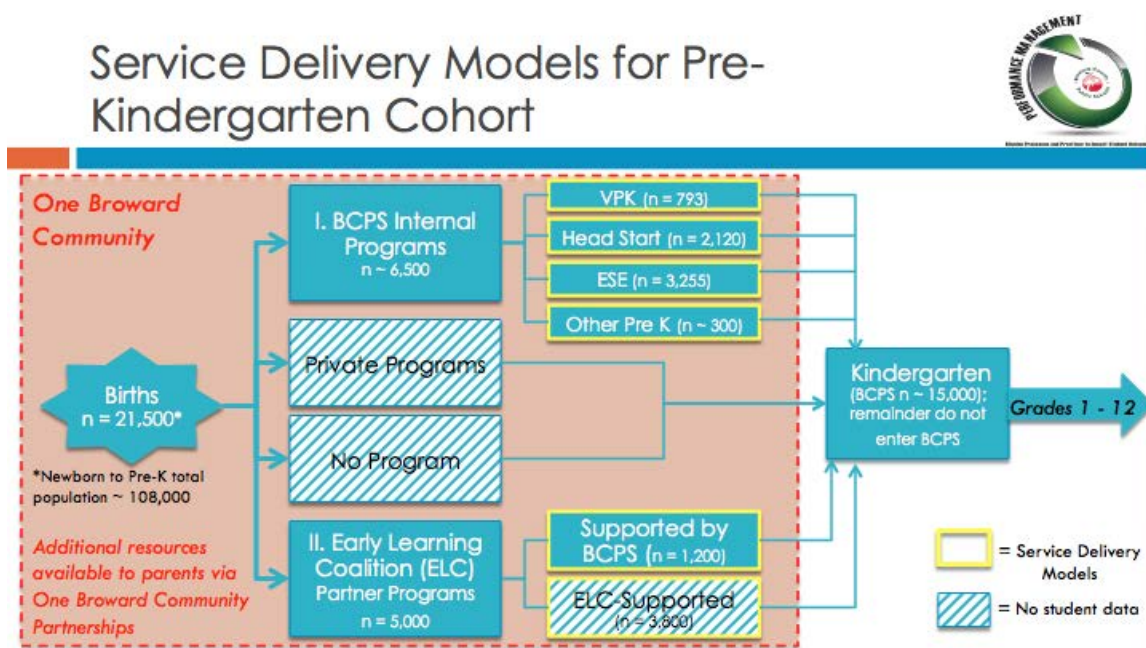 Service Delivery Models for Pre-
Kindergarten Cohort
PERFORMANCE MANAGEMENT
One Broward
Community
I. BCPS Internal
Programs
n ~ 6,500
VPK (n = 793)
Head Start (n = 2,120)
ESE (n = 3,255)
Other Pre K (n ~ 300)
Private Programs
Births
n = 21,500*
No Program
*Newborn to Pre-K total
population ~ 108,000
Kindergarten
(BCPS n ~ 15,000):
remainder do not
enter BCPS
Grades 1 - 12
Additional resources
available to parents via
One Broward Community
Partnerships
II. Early Learning
Coalition (ELC)
Partner Programs
n = 5,000
Supported by
BCPS (n = 1,200)
ELC-Supported
(n = 3,800)
= Service Delivery
Models
= No student data